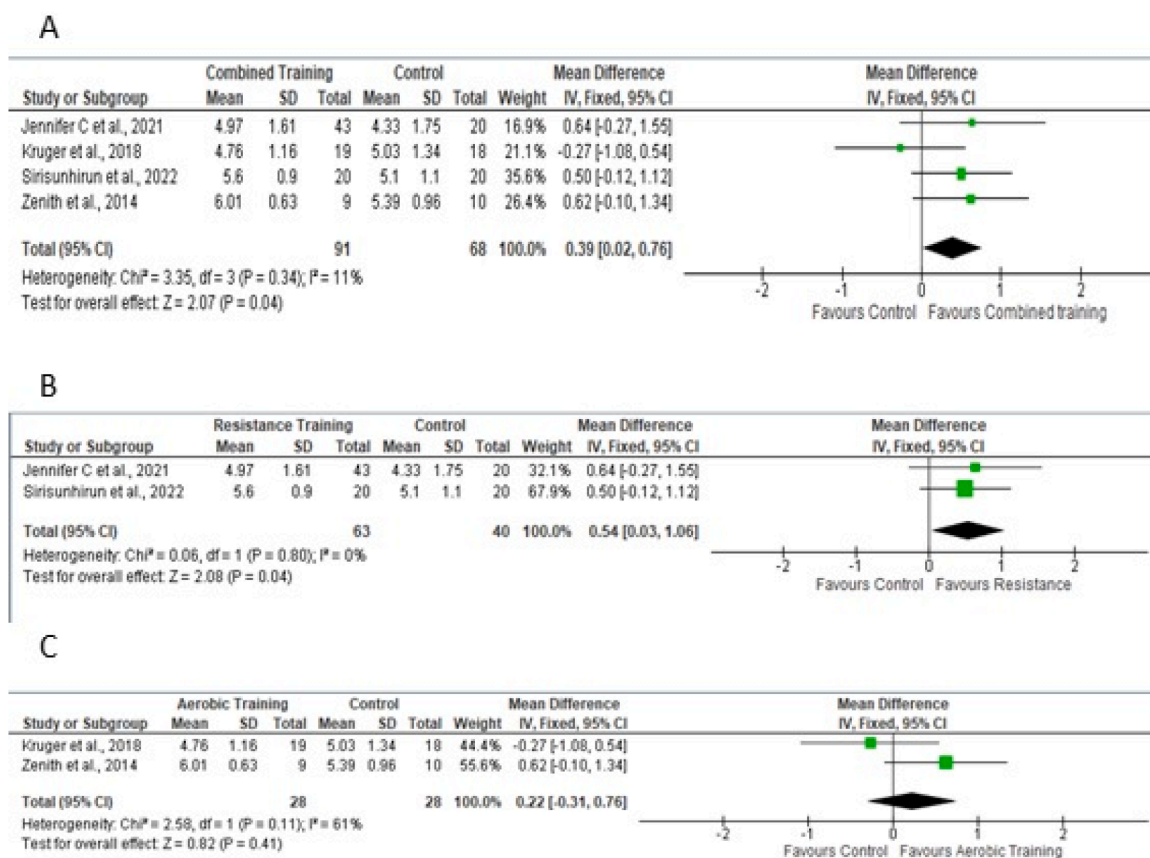 A
Combined Training Control Mean Difference Mean Difference
Study or Subgroup Mean SD Total Mean SD Total Weight IV, Fixed, 95% CI IV, Fixed, 95% CI
Jennifer C et al., 2021 4.97 1.61 43 4.33 1.75 20 16.9% 0.64 [-0.27, 1.55]
Kruger et al., 2018 4.76 1.16 19 5.03 1.34 18 21.1% -0.27 [-1.08, 0.54]
Sirisunhirun et al., 2022 5.6 0.9 20 5.1 1.1 20 35.6% 0.50 [-0.12, 1.12]
Zenith et al., 2014 6.01 0.63 9 5.39 0.96 10 26.4% 0.62 [-0.10, 1.34]
Total (95% CI) 91 68 100.0% 0.39 [0.02, 0.76]
Heterogeneity: Chi² = 3.35, df = 3 (P = 0.34); I² = 11%
Test for overall effect: Z = 2.07 (P = 0.04)
-2 -1 0 1 2
Favours Control Favours Combined training
B
Resistance Training Control Mean Difference Mean Difference
Study or Subgroup Mean SD Total Mean SD Total Weight IV, Fixed, 95% CI IV, Fixed, 95% CI
Jennifer C et al., 2021 4.97 1.61 43 4.33 1.75 20 32.1% 0.64 [-0.27, 1.55]
Sirisunhirun et al., 2022 5.6 0.9 20 5.1 1.1 20 67.9% 0.50 [-0.12, 1.12]
Total (95% CI) 63 40 100.0% 0.54 [0.03, 1.06]
Heterogeneity: Chi² = 0.06, df = 1 (P = 0.80); I² = 0%
Test for overall effect: Z = 2.08 (P = 0.04)
-2 -1 0 1 2
Favours Control Favours Resistance
C
Aerobic Training Control Mean Difference Mean Difference
Study or Subgroup Mean SD Total Mean SD Total Weight IV, Fixed, 95% CI IV, Fixed, 95% CI
Kruger et al., 2018 4.76 1.16 19 5.03 1.34 18 44.4% -0.27 [-1.08, 0.54]
Zenith et al., 2014 6.01 0.63 9 5.39 0.96 10 55.6% 0.62 [-0.10, 1.34]
Total (95% CI) 28 28 100.0% 0.22 [-0.31, 0.76]
Heterogeneity: Chi² = 2.58, df = 1 (P = 0.11); I² = 61%
Test for overall effect: Z = 0.82 (P = 0.41)
-2 -1 0 1 2
Favours Control Favours Aerobic Training